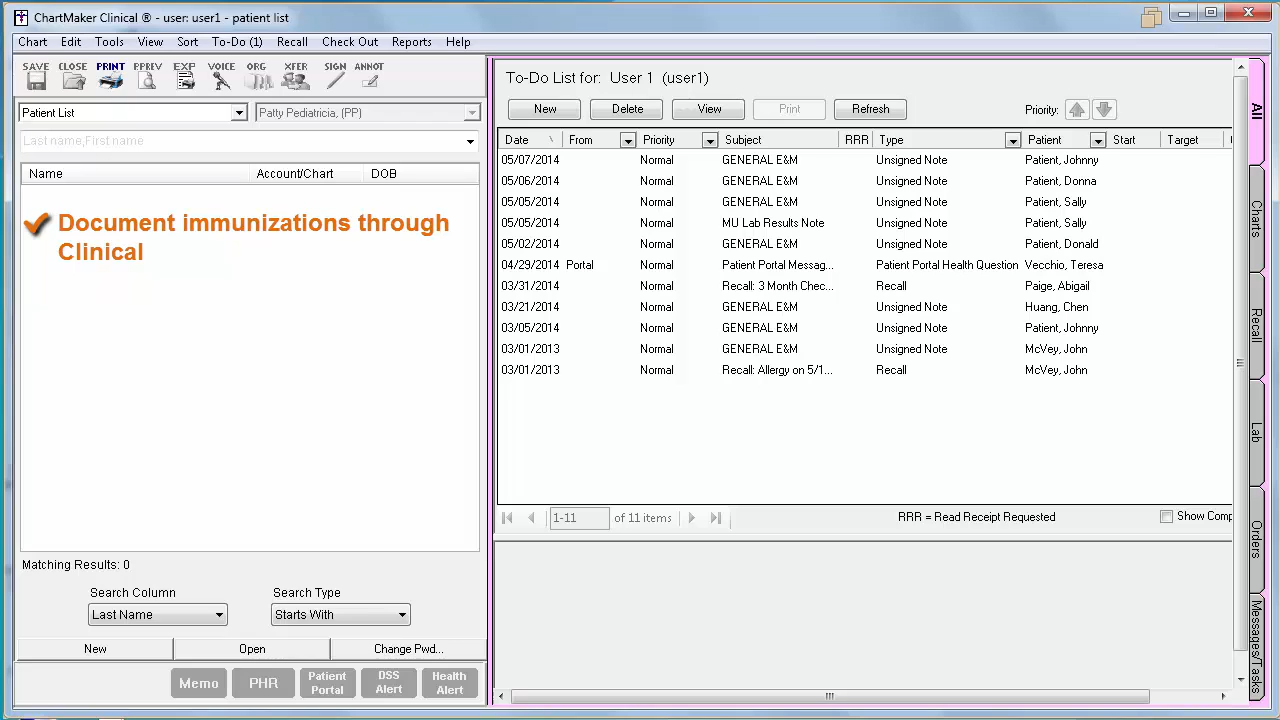 ChartMaker Clinical ® - user: user1 - patient list
Chart Edit Tools View Sort To-Do (1) Recall Check Out Reports Help
SAVE CLOSE PRINT PPREV EXP VOICE ORG XFER SIGN ANNOT
Patient List Patty Pediatricia, (PP)
Last name,First name
Name Account/Chart DOB
Document immunizations through
Clinical
Matching Results: 0
Search Column Search Type
Last Name Starts With
New Open Change Pwd...
Memo PHR Patient Portal DSS Alert Health Alert
To-Do List for: User 1 (user1)
New Delete View Print Refresh Priority:
Date From Priority Subject RRR Type Patient Start Target
05/07/2014 Normal GENERAL E&M Unsigned Note Patient, Johnny
05/06/2014 Normal GENERAL E&M Unsigned Note Patient, Donna
05/05/2014 Normal GENERAL E&M Unsigned Note Patient, Sally
05/05/2014 Normal MU Lab Results Note Unsigned Note Patient, Sally
05/02/2014 Normal GENERAL E&M Unsigned Note Patient, Donald
04/29/2014 Portal Normal Patient Portal Messag... Patient Portal Health Question Vecchio, Teresa
03/31/2014 Normal Recall: 3 Month Chec... Recall Paige, Abigail
03/21/2014 Normal GENERAL E&M Unsigned Note Huang, Chen
03/05/2014 Normal GENERAL E&M Unsigned Note Patient, Johnny
03/01/2013 Normal GENERAL E&M Unsigned Note McVey, John
03/01/2013 Normal Recall: Allergy on 5/1... Recall McVey, John
1-11 of 11 items RRR = Read Receipt Requested Show Comp
All
Charts
Recall
Lab
Orders
Messages/Tasks